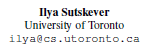 Ilya Sutskever
University of Toronto
ilya@cs.utoronto.ca